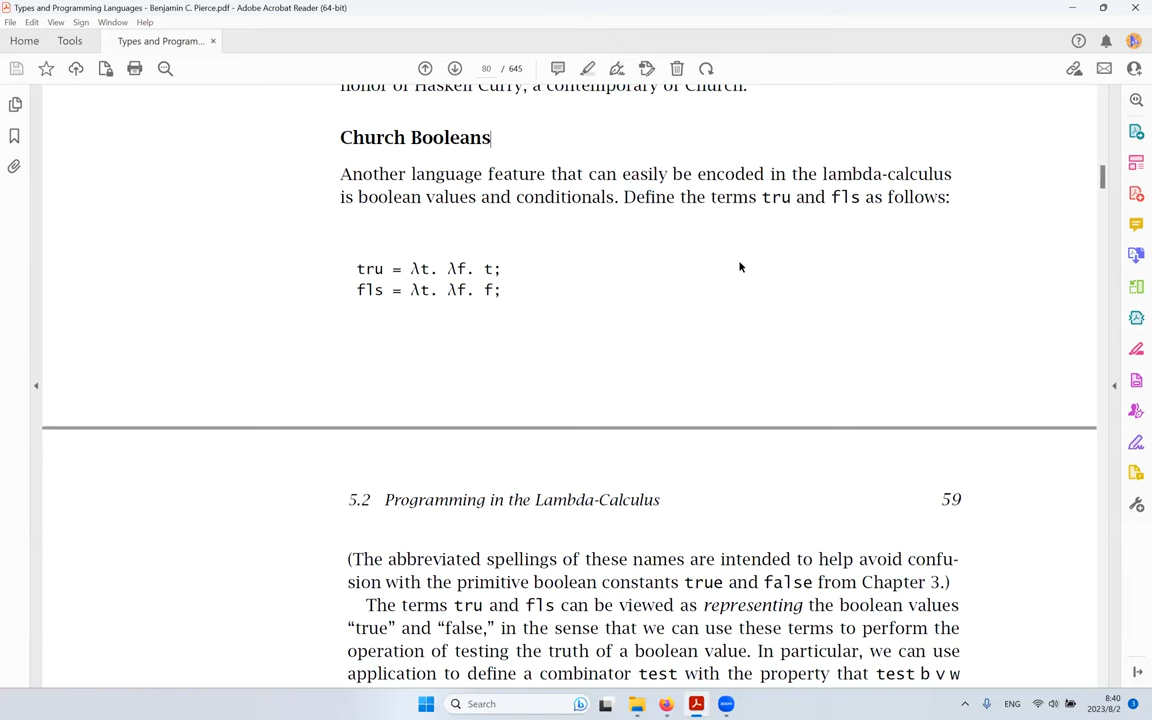 Types and Programming Languages - Benjamin C. Pierce.pdf - Adobe Acrobat Reader (64-bit)
File Edit View Sign Window Help
Home Tools Types and Program... ×
80 / 645
honor of Haskell Curry, a contemporary of Church.
Church Booleans
Another language feature that can easily be encoded in the lambda-calculus
is boolean values and conditionals. Define the terms tru and fls as follows:
tru = λt. λf. t;
fls = λt. λf. f;
5.2 Programming in the Lambda-Calculus 59
(The abbreviated spellings of these names are intended to help avoid confu-
sion with the primitive boolean constants true and false from Chapter 3.)
The terms tru and fls can be viewed as representing the boolean values
“true” and “false,” in the sense that we can use these terms to perform the
operation of testing the truth of a boolean value. In particular, we can use
application to define a combinator test with the property that test b v w
Search
zoom
ENG
8:40
2023/8/2
3